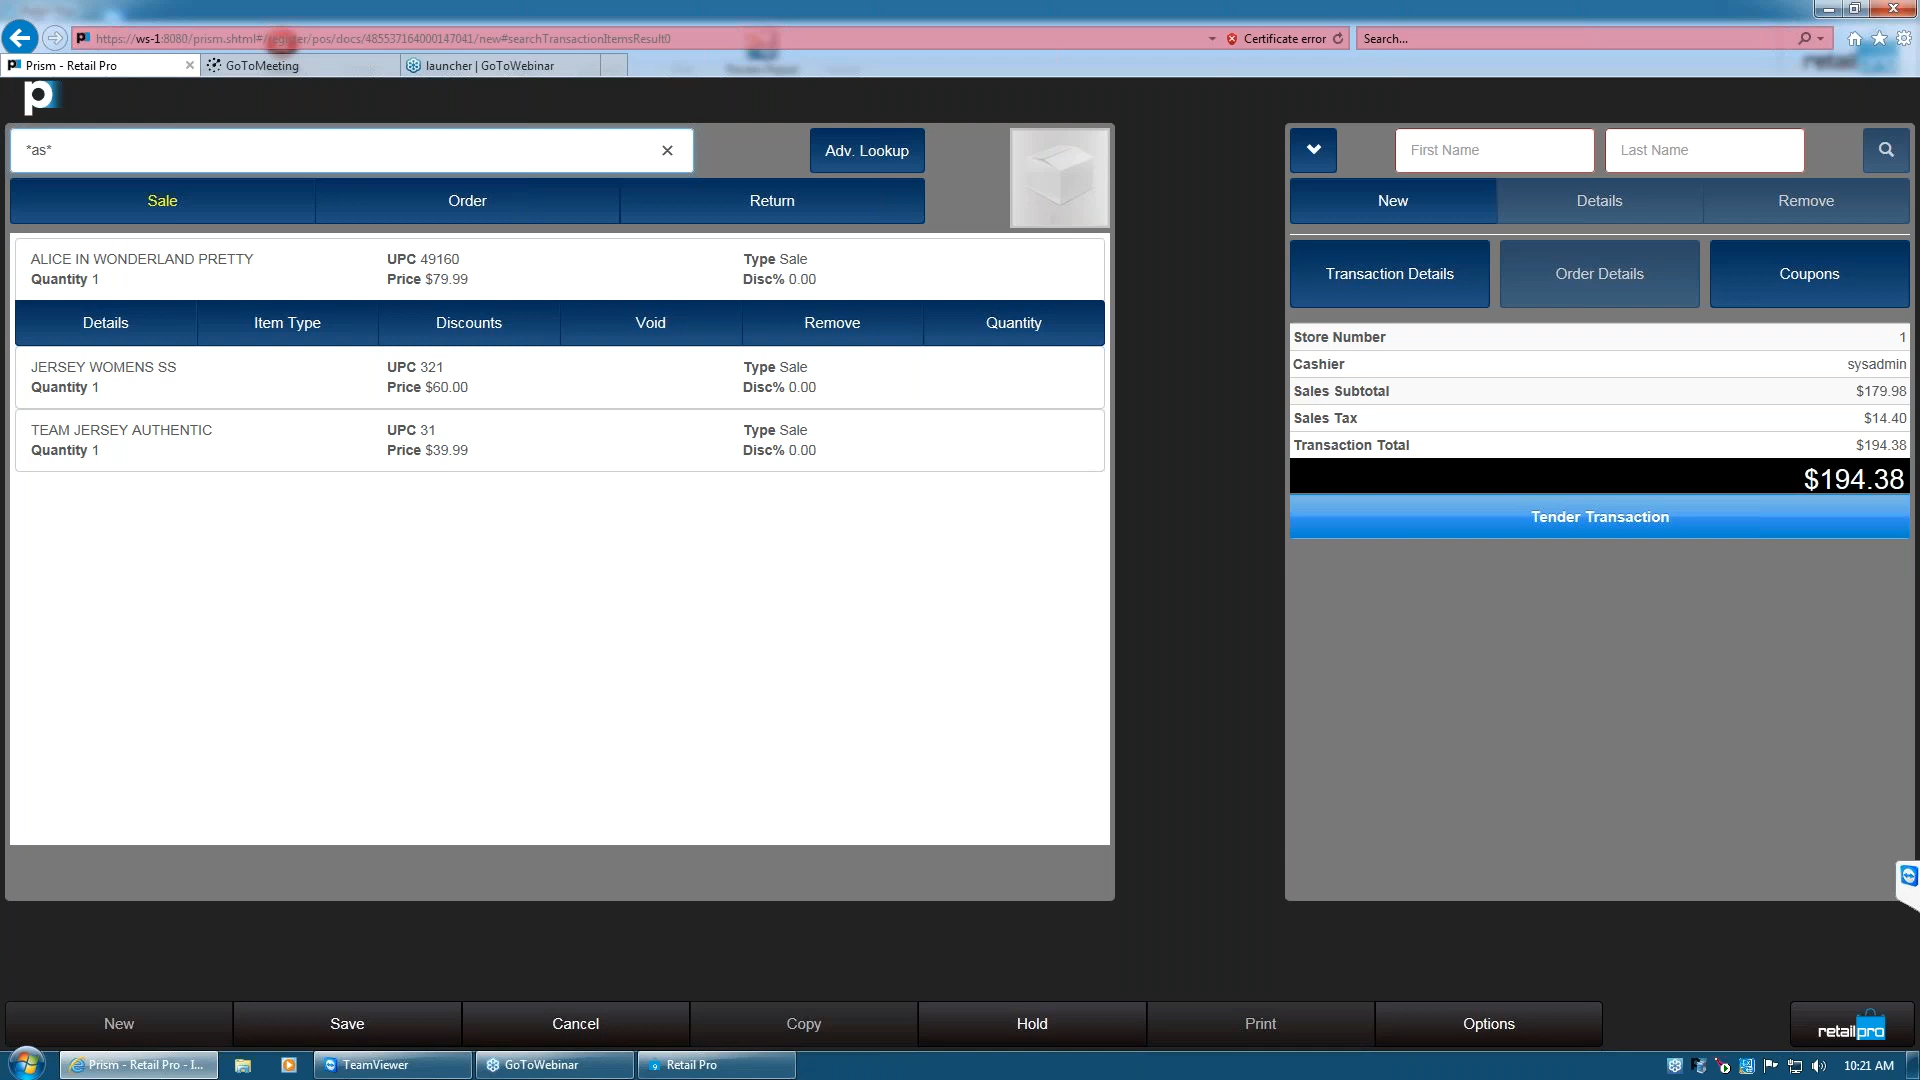 https://ws-1:8080/prism.shtml#/register/pos/docs/485537164000147041/new#searchTransactionItemsResult0
Certificate error
Search...
Prism - Retail Pro
GoToMeeting
launcher | GoToWebinar
p
*as*
Adv. Lookup
First Name
Last Name
Sale
Order
Return
New
Details
Remove
ALICE IN WONDERLAND PRETTY
UPC 49160
Type Sale
Quantity 1
Price $79.99
Disc% 0.00
Transaction Details
Order Details
Coupons
Details
Item Type
Discounts
Void
Remove
Quantity
Store Number 1
JERSEY WOMENS SS
UPC 321
Type Sale
Cashier sysadmin
Quantity 1
Price $60.00
Disc% 0.00
Sales Subtotal $179.98
Sales Tax $14.40
TEAM JERSEY AUTHENTIC
UPC 31
Type Sale
Transaction Total $194.38
Quantity 1
Price $39.99
Disc% 0.00
$194.38
Tender Transaction
New
Save
Cancel
Copy
Hold
Print
Options
retailpro
Prism - Retail Pro - I...
TeamViewer
GoToWebinar
Retail Pro
10:21 AM